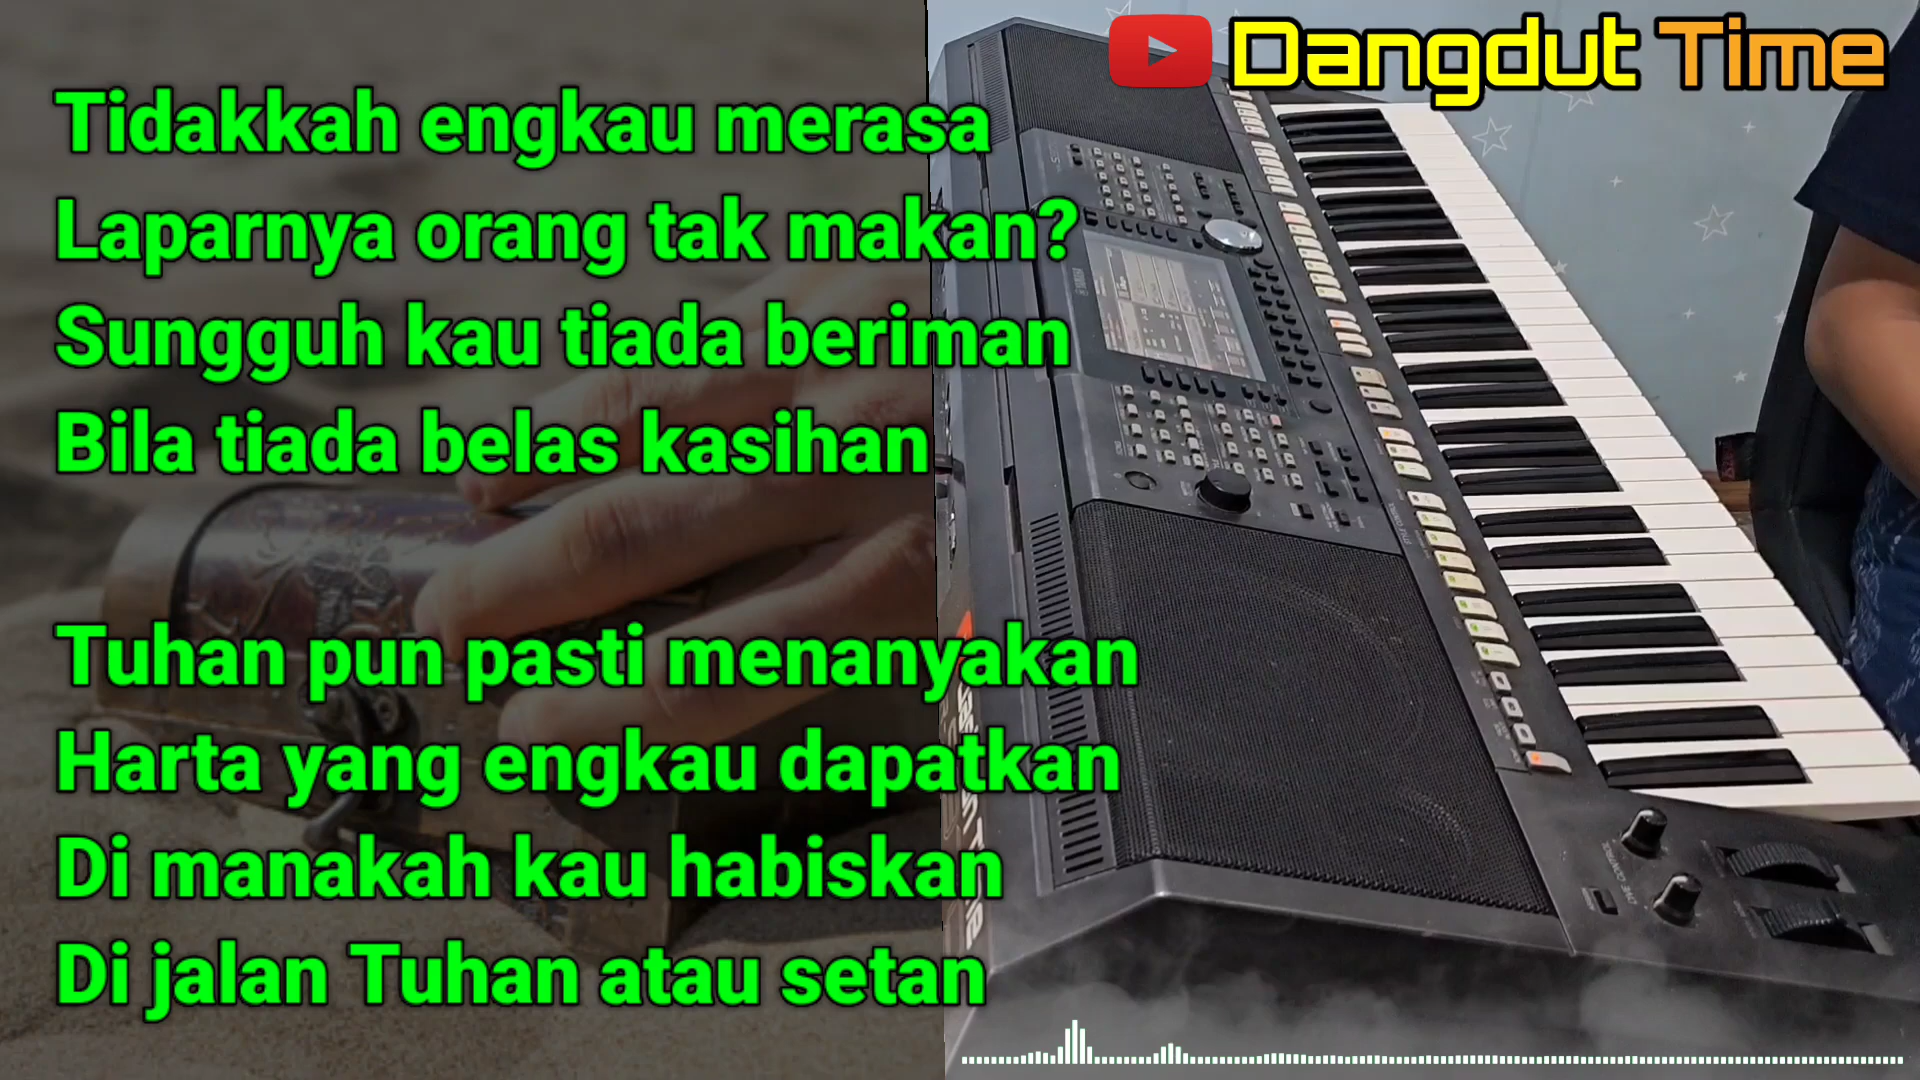 Dangdut Time
Tidakkah engkau merasa
Laparnya orang tak makan?
Sungguh kau tiada beriman
Bila tiada belas kasihan
Tuhan pun pasti menanyakan
Harta yang engkau dapatkan
Di manakah kau habiskan
Di jalan Tuhan atau setan